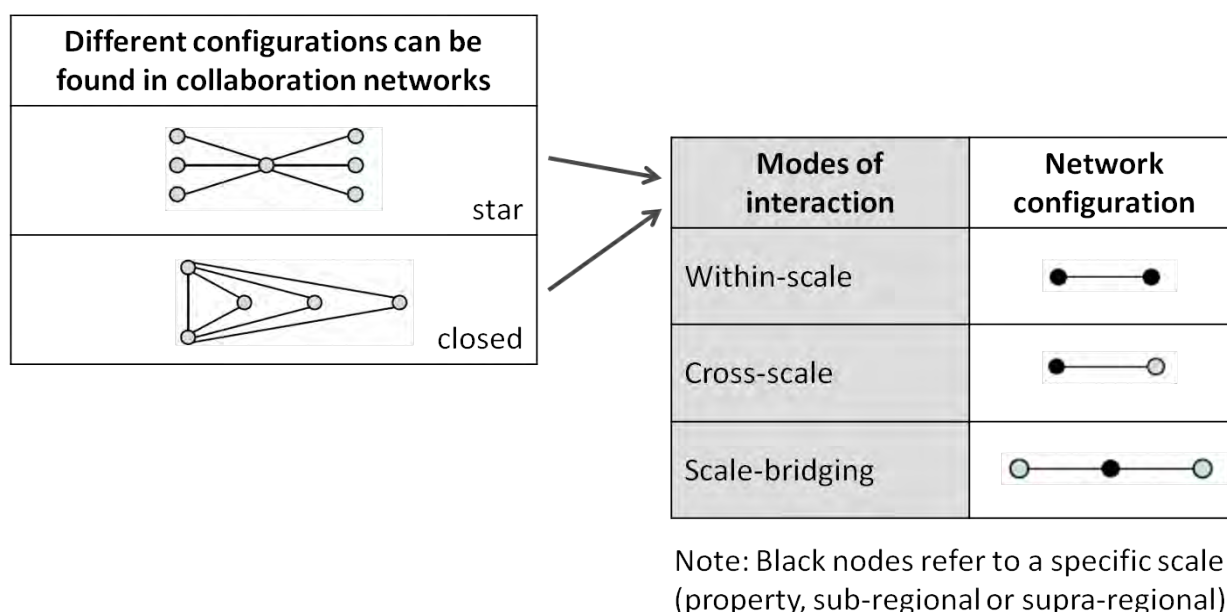 Different configurations can be
found in collaboration networks
star
closed
Modes of
interaction
Network
configuration
Within-scale
Cross-scale
Scale-bridging
Note: Black nodes refer to a specific scale
(property, sub-regional or supra-regional)